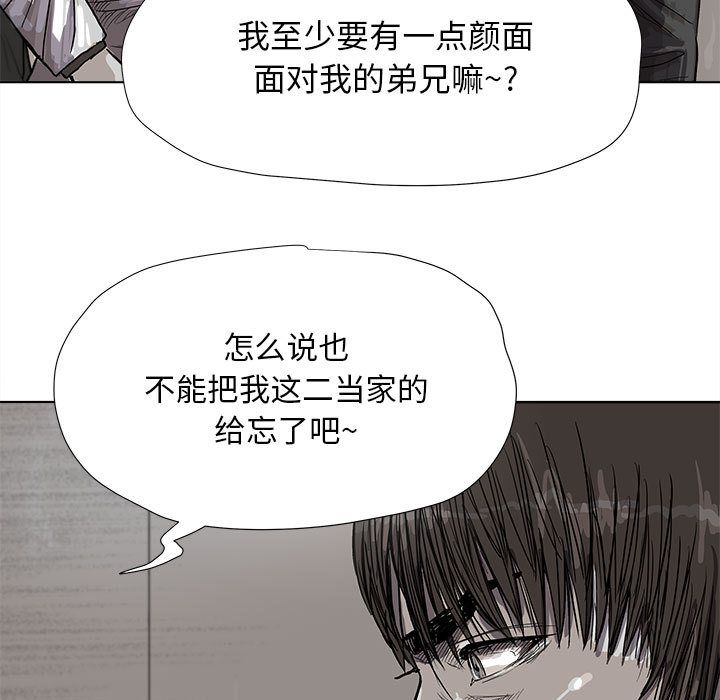 我至少要有一点颜面
面对我的弟兄嘛~?
怎么说也
不能把我这二当家的
给忘了吧~